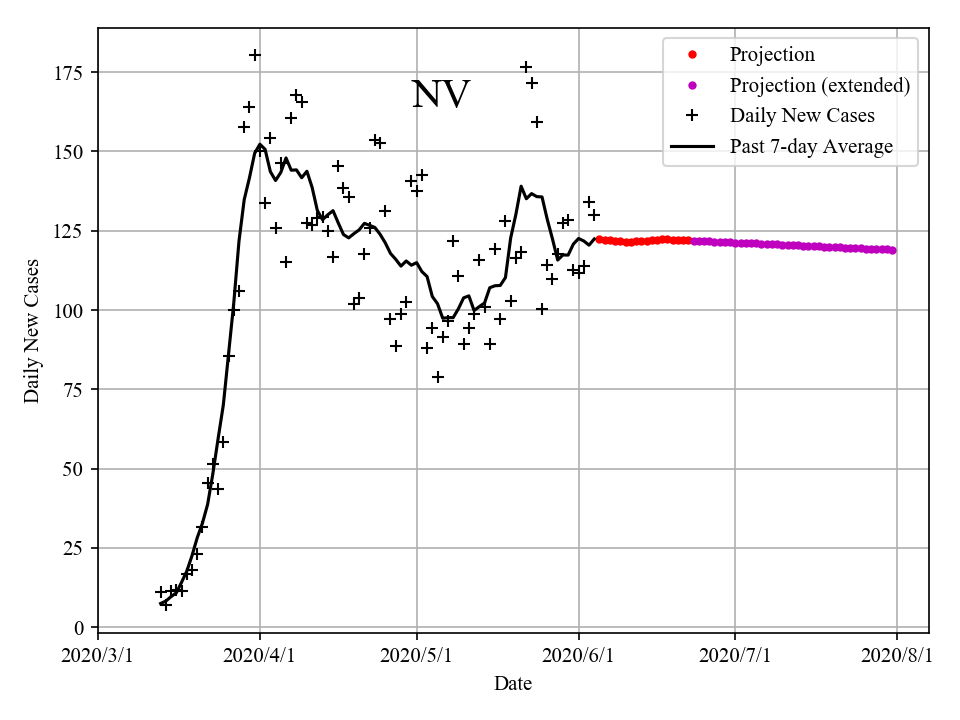 NV
Projection
Projection (extended)
Daily New Cases
Past 7-day Average
Daily New Cases
175
150
125
100
75
50
25
0
2020/3/1 2020/4/1 2020/5/1 2020/6/1 2020/7/1 2020/8/1
Date